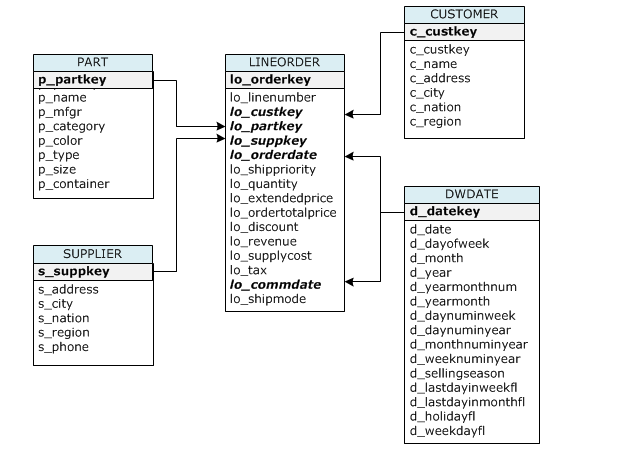 PART
p_partkey
p_name
p_mfgr
p_category
p_color
p_type
p_size
p_container
SUPPLIER
s_suppkey
s_address
s_city
s_nation
s_region
s_phone
LINEORDER
lo_orderkey
lo_linenumber
lo_custkey
lo_partkey
lo_suppkey
lo_orderdate
lo_shippriority
lo_quantity
lo_extendedprice
lo_ordertotalprice
lo_discount
lo_revenue
lo_supplycost
lo_tax
lo_commdate
lo_shipmode
CUSTOMER
c_custkey
c_custkey
c_name
c_address
c_city
c_nation
c_region
DWDATE
d_datekey
d_date
d_dayofweek
d_month
d_year
d_yearmonthnum
d_yearmonth
d_daynuminweek
d_daynuminyear
d_monthnuminyear
d_weeknuminyear
d_sellingseason
d_lastdayinweekfl
d_lastdayinmonthfl
d_holidayfl
d_weekdayfl